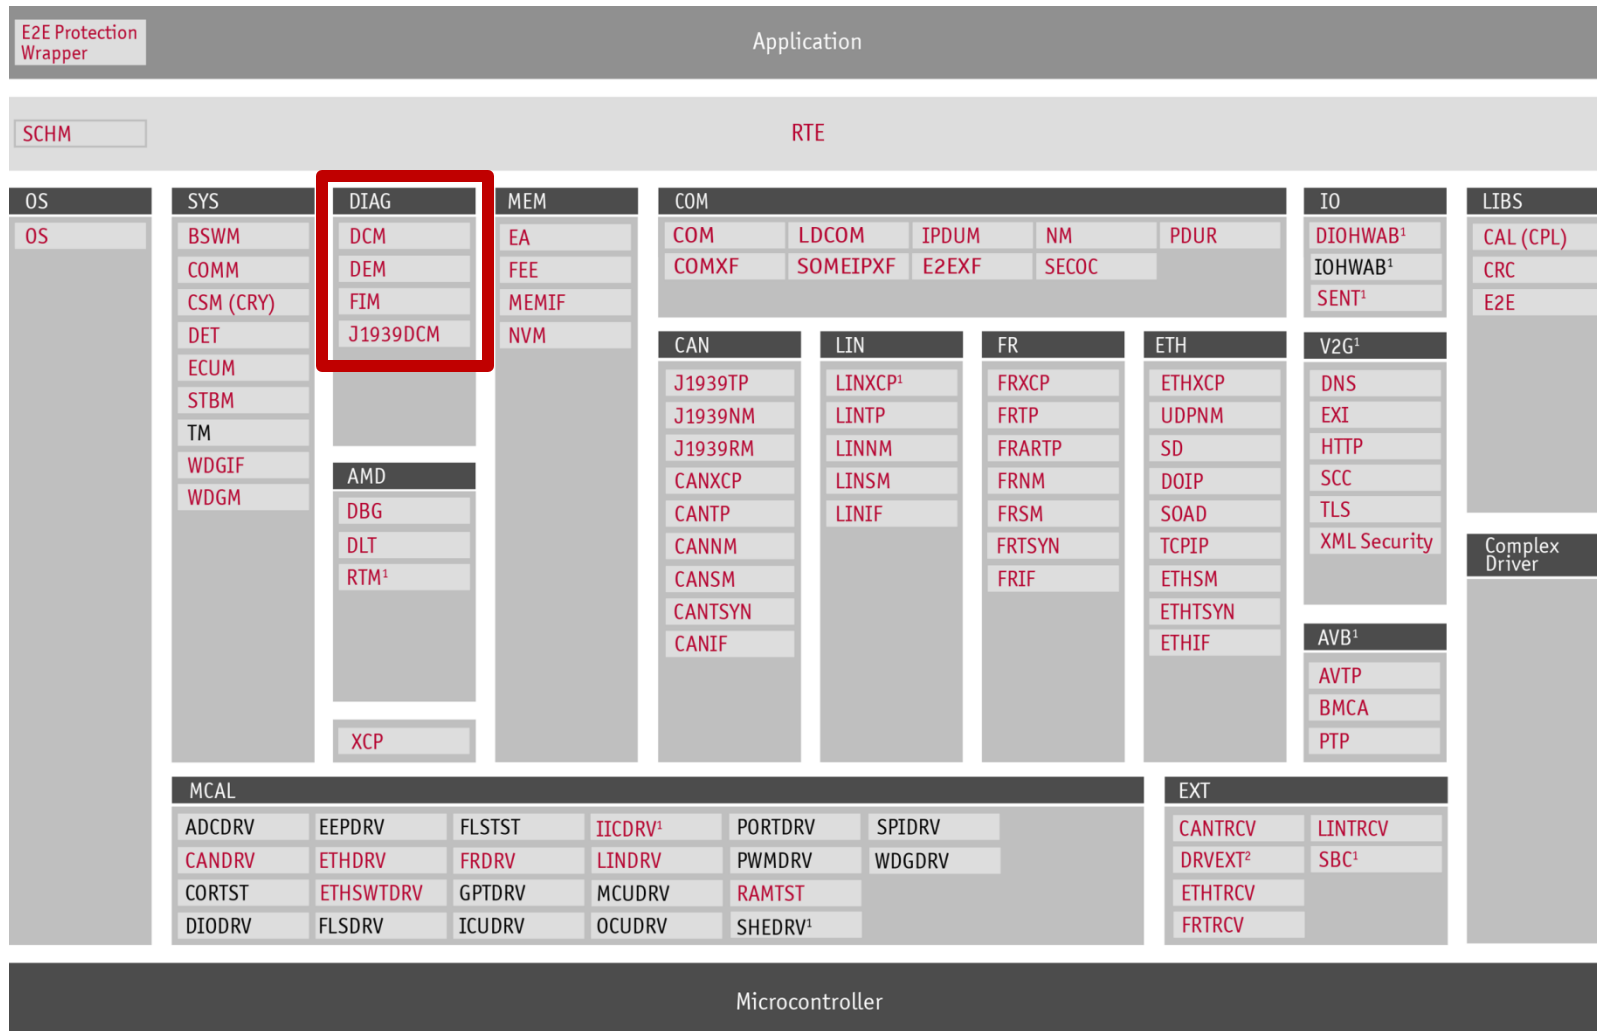 E2E Protection
Wrapper
Application
SCHM
RTE
OS
OS
SYS
BSWM
COMM
CSM (CRY)
DET
ECUM
STBM
TM
WDGIF
WDGM
DIAG
DCM
DEM
FIM
J1939DCM
AMD
DBG
DLT
RTM¹
XCP
MEM
EA
FEE
MEMIF
NVM
COM
COM LDCOM IPDUM NM PDUR
COMXF SOMEIPXF E2EXF SECOC
CAN
J1939TP
J1939NM
J1939RM
CANXCP
CANTP
CANNM
CANSM
CANTSYN
CANIF
LIN
LINXCP¹
LINTP
LINNM
LINSM
LINIF
FR
FRXCP
FRTP
FRARTP
FRNM
FRSM
FRTSYN
FRIF
ETH
ETHXCP
UDPNM
SD
DOIP
SOAD
TCPIP
ETHSM
ETHTSYN
ETHIF
IO
DIOHWAB¹
IOHWAB¹
SENT¹
V2G¹
DNS
EXI
HTTP
SCC
TLS
XML Security
AVB¹
AVTP
BMCA
PTP
LIBS
CAL (CPL)
CRC
E2E
Complex
Driver
MCAL
ADCDRV EEPDRV FLSTST IICDRV¹ PORTDRV SPIDRV
CANDRV ETHDRV FRDRV LINDRV PWMDRV WDGDRV
CORTST ETHSWTDRV GPTDRV MCUDRV RAMTST
DIODRV FLSDRV ICUDRV OCUDRV SHEDRV¹
EXT
CANTRCV LINTRCV
DRVEXT² SBC¹
ETHTRCV
FRTRCV
Microcontroller